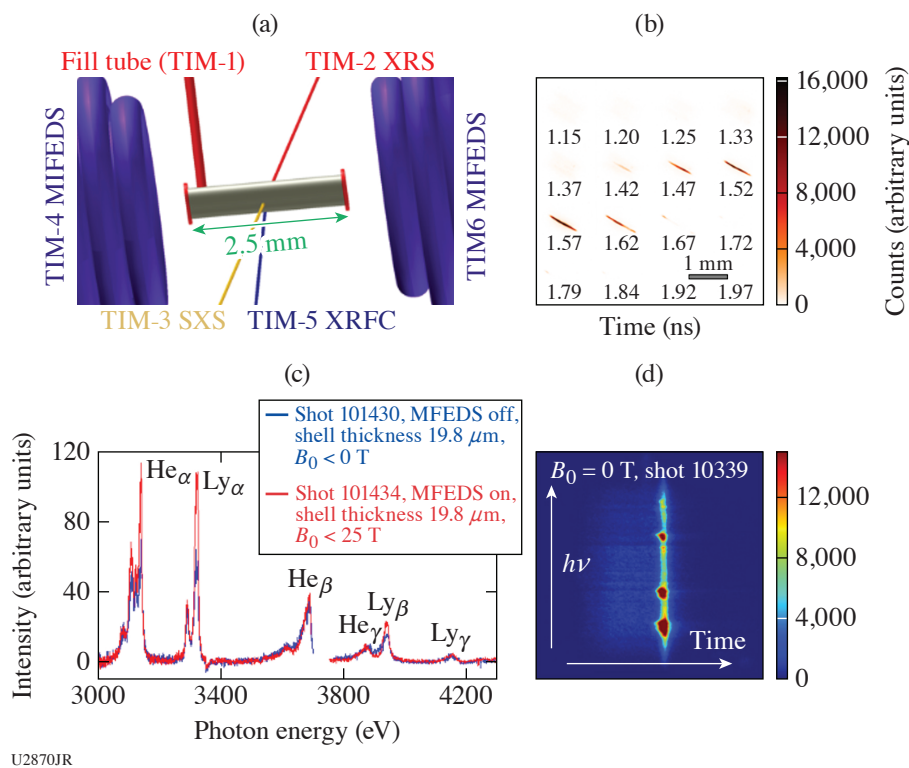 (a)
Fill tube (TIM-1)
TIM-2 XRS
TIM-4 MIFEDS
TIM6 MIFEDS
2.5 mm
TIM-3 SXS
TIM-5 XRFC
(b)
1.15 1.20 1.25 1.33
1.37 1.42 1.47 1.52
1.57 1.62 1.67 1.72
1 mm
1.79 1.84 1.92 1.97
Time (ns)
16,000
12,000
8,000
4,000
0
Counts (arbitrary units)
(c)
Shot 101430, MFEDS off,
shell thickness 19.8 μm,
B₀ < 0 T
Shot 101434, MFEDS on,
shell thickness 19.8 μm,
B₀ < 25 T
Intensity (arbitrary units)
120
80
40
0
Heα
Lyα
Heβ
Heγ
Lyβ
Lyγ
3000 3400 3800 4200
Photon energy (eV)
(d)
B₀ = 0 T, shot 10339
hν
Time
12,000
8,000
4,000
0
U2870JR